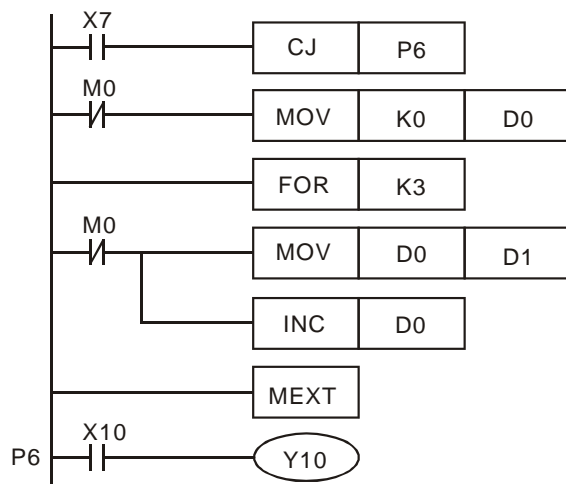 X7
CJ P6
M0
MOV K0 D0
FOR K3
M0
MOV D0 D1
INC D0
MEXT
X10
P6 Y10